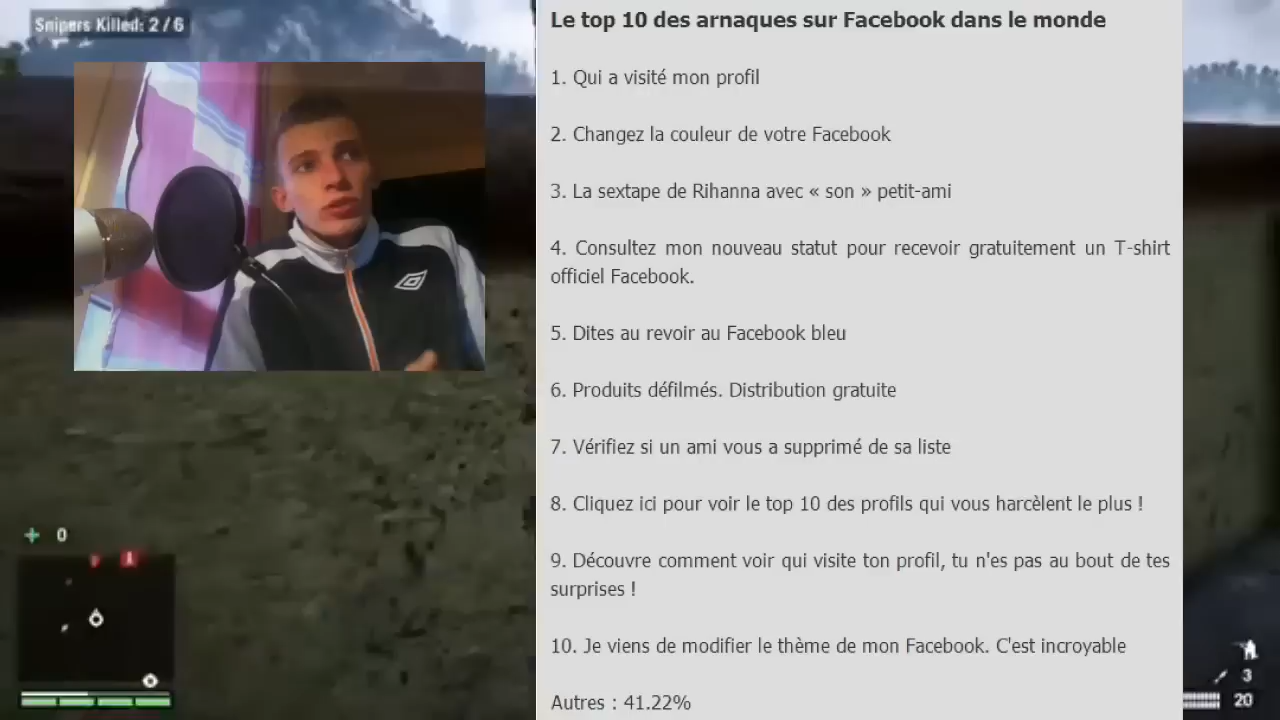 Snipers Killed: 2 / 6
Le top 10 des arnaques sur Facebook dans le monde
1. Qui a visité mon profil
2. Changez la couleur de votre Facebook
3. La sextape de Rihanna avec « son » petit-ami
4. Consultez mon nouveau statut pour recevoir gratuitement un T-shirt
officiel Facebook.
5. Dites au revoir au Facebook bleu
6. Produits défilmés. Distribution gratuite
7. Vérifiez si un ami vous a supprimé de sa liste
8. Cliquez ici pour voir le top 10 des profils qui vous harcèlent le plus !
9. Découvre comment voir qui visite ton profil, tu n'es pas au bout de tes
surprises !
10. Je viens de modifier le thème de mon Facebook. C'est incroyable
Autres : 41.22%
0
3
20